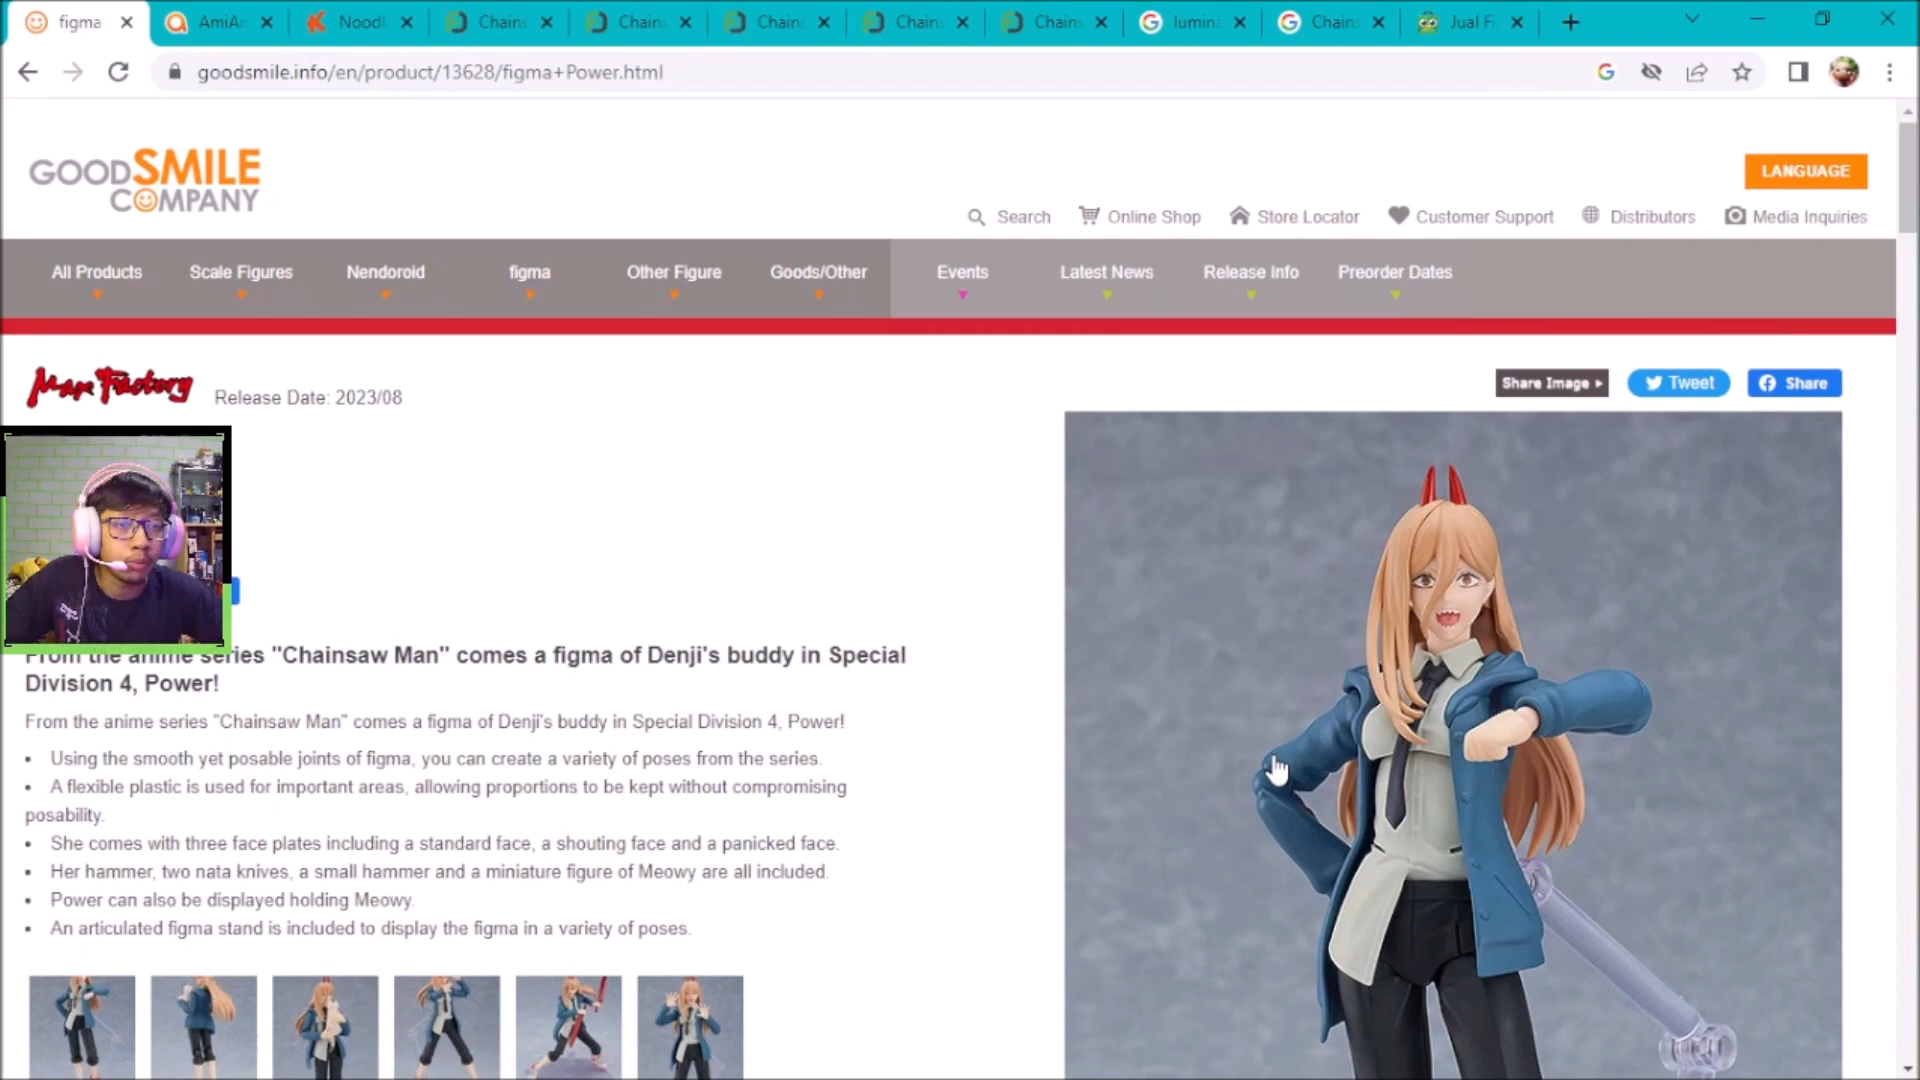 figma
AmiAm
Noodl
Chains
Chains
Chains
Chains
Chains
lumina
Chains
Jual Fi
goodsmile.info/en/product/13628/figma+Power.html
GOODSMILE
COMPANY
LANGUAGE
Search
Online Shop
Store Locator
Customer Support
Distributors
Media Inquiries
All Products
Scale Figures
Nendoroid
figma
Other Figure
Goods/Other
Events
Latest News
Release Info
Preorder Dates
Max Factory
Release Date: 2023/08
Share Image
Tweet
Share
From the anime series "Chainsaw Man" comes a figma of Denji's buddy in Special
Division 4, Power!
From the anime series "Chainsaw Man" comes a figma of Denji's buddy in Special Division 4, Power!
• Using the smooth yet posable joints of figma, you can create a variety of poses from the series.
• A flexible plastic is used for important areas, allowing proportions to be kept without compromising
posability.
• She comes with three face plates including a standard face, a shouting face and a panicked face.
• Her hammer, two nata knives, a small hammer and a miniature figure of Meowy are all included.
• Power can also be displayed holding Meowy.
• An articulated figma stand is included to display the figma in a variety of poses.